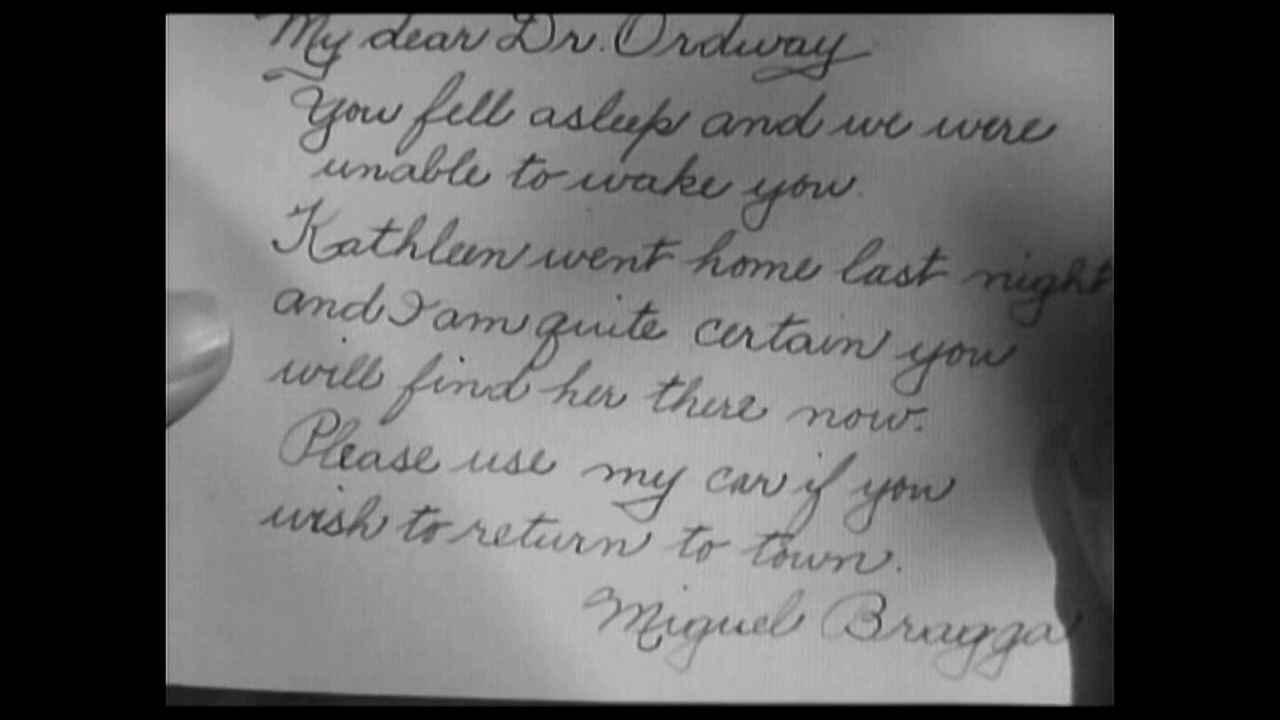 My dear Dr. Ordway
You fell asleep and we were
unable to wake you.
Kathleen went home last night
and I am quite certain you
will find her there now.
Please use my car if you
wish to return to town.
Miguel Bragga